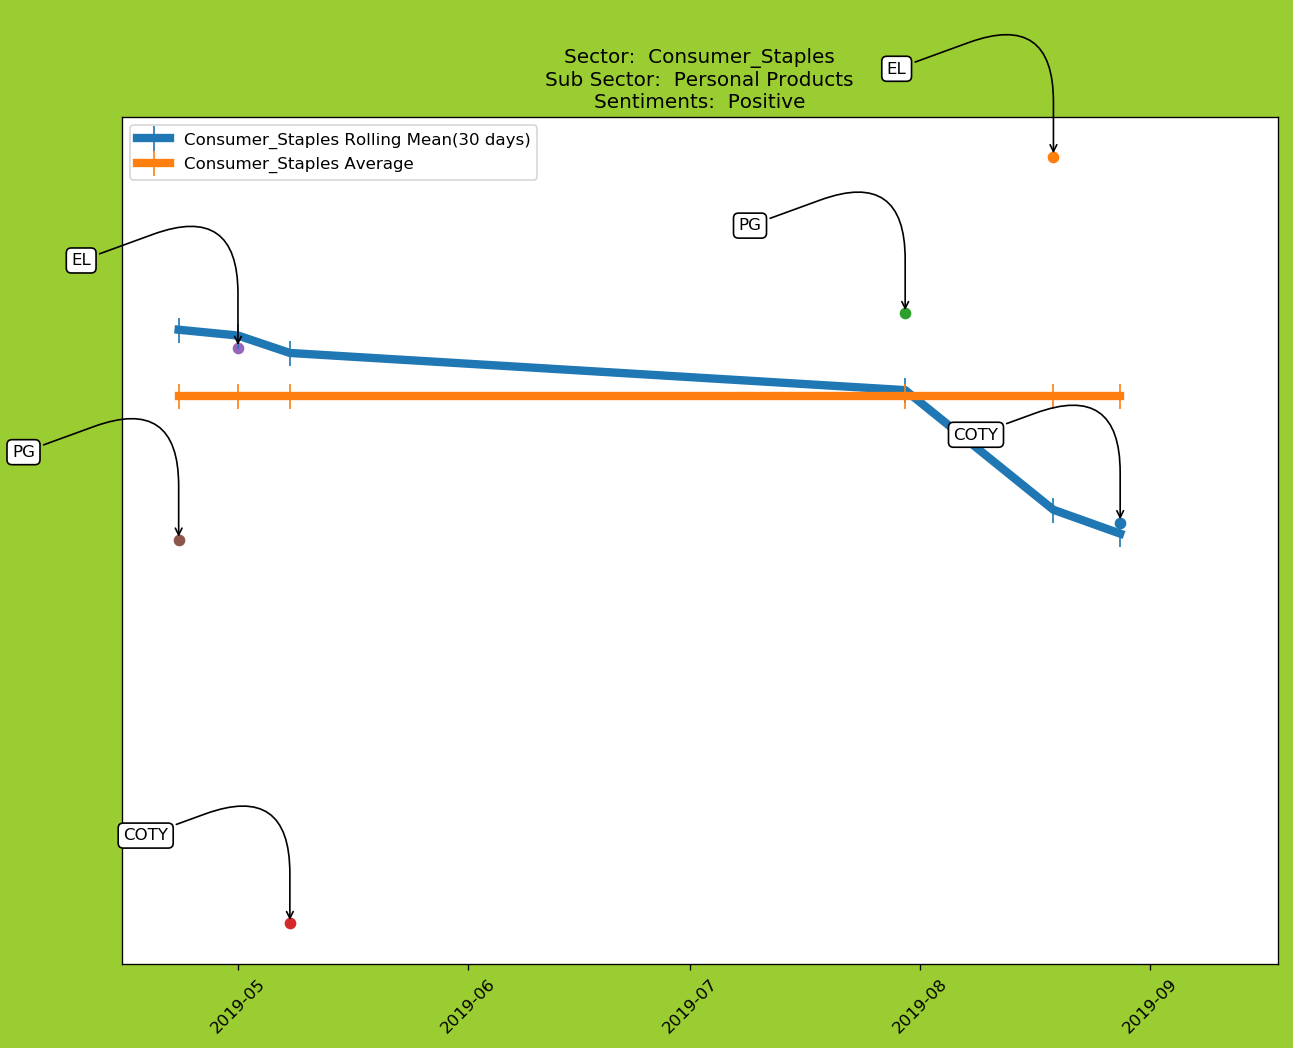 Sector:  Consumer_Staples
Sub Sector:  Personal Products
Sentiments:  Positive
EL
Consumer_Staples Rolling Mean(30 days)
Consumer_Staples Average
PG
EL
COTY
PG
COTY
2019-05
2019-06
2019-07
2019-08
2019-09